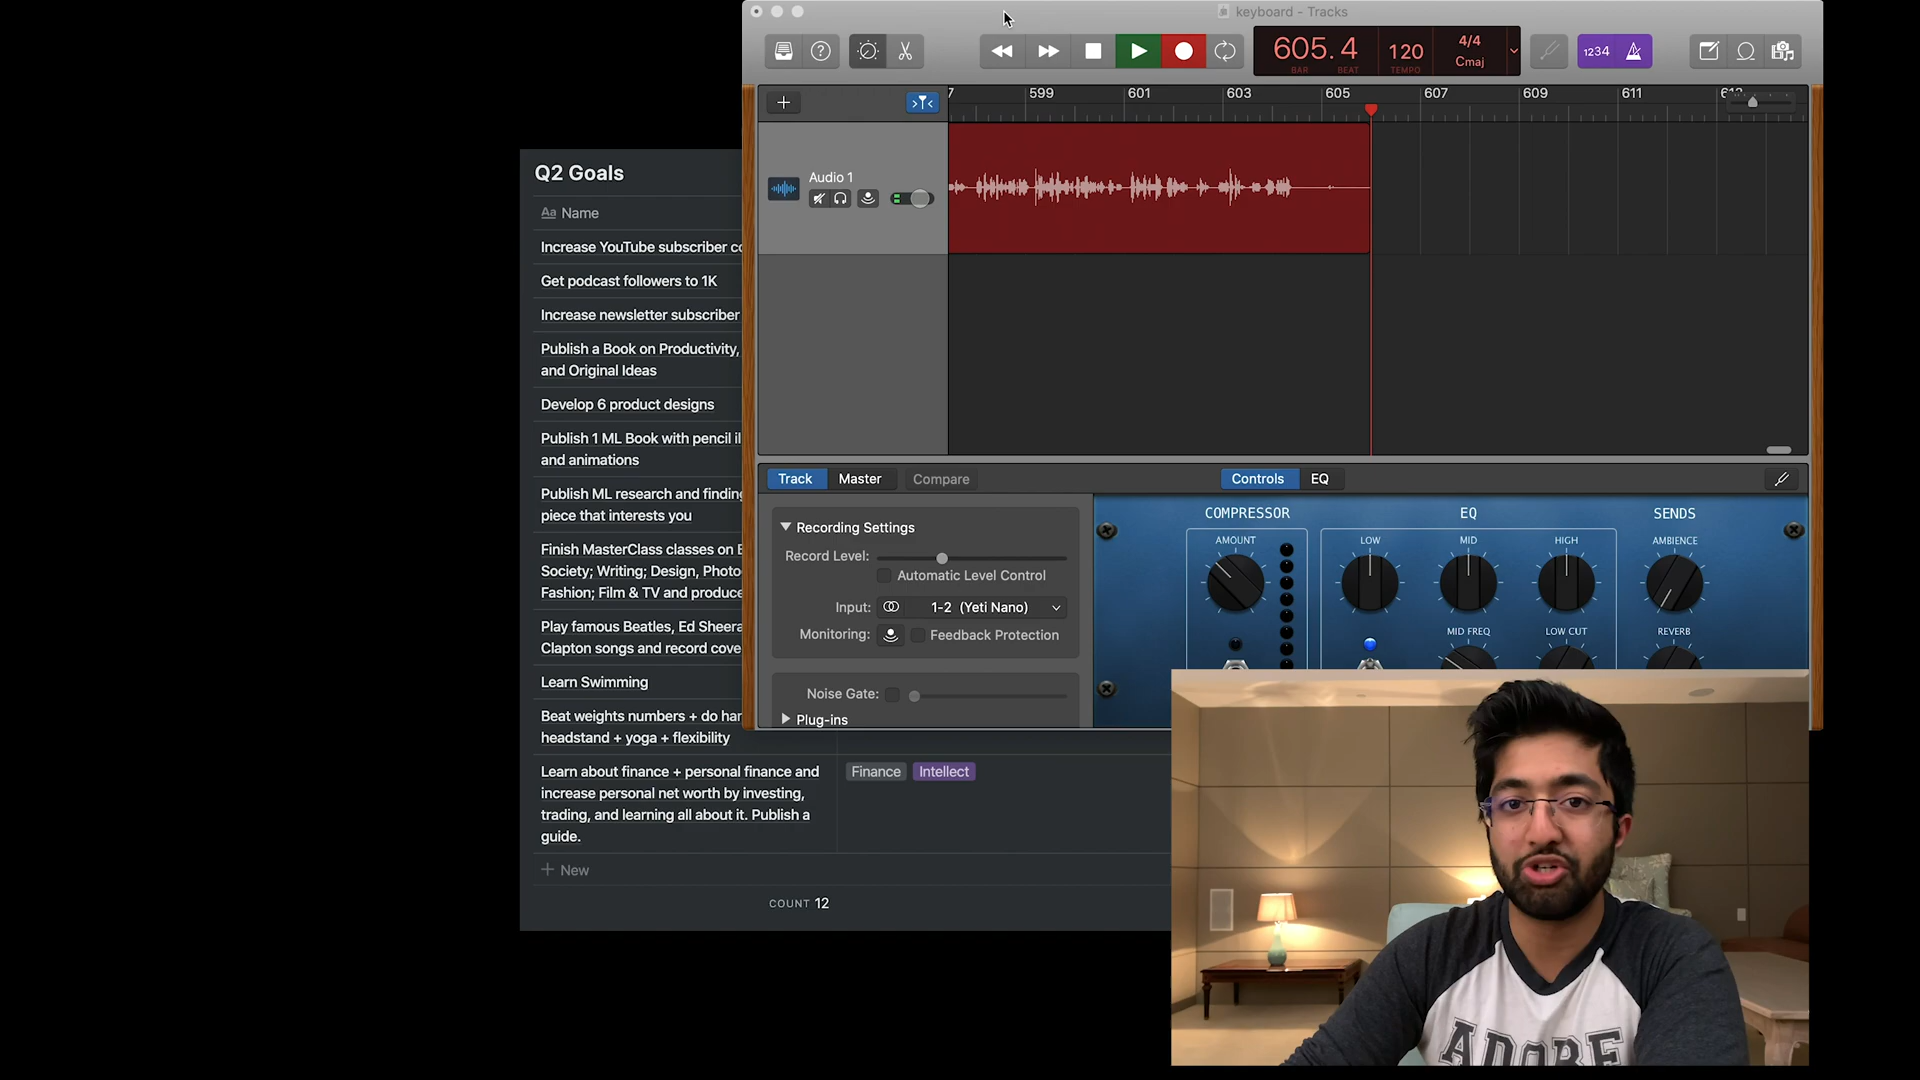 keyboard - Tracks
605.4
BAR
BEAT
120
TEMPO
4/4
Cmaj
1234
7
599
601
603
605
607
609
611
613
Audio 1
Q2 Goals
Aa Name
Increase YouTube subscriber co
Get podcast followers to 1K
Increase newsletter subscriber
Publish a Book on Productivity,
and Original Ideas
Develop 6 product designs
Publish 1 ML Book with pencil il
and animations
Publish ML research and finding
piece that interests you
Finish MasterClass classes on
Society; Writing; Design, Photo
Fashion; Film & TV and produce
Play famous Beatles, Ed Sheera
Clapton songs and record cove
Learn Swimming
Beat weights numbers + do han
headstand + yoga + flexibility
Learn about finance + personal finance and
increase personal net worth by investing,
trading, and learning all about it. Publish a
guide.
Finance
Intellect
+ New
COUNT 12
Track
Master
Compare
Controls
EQ
Recording Settings
Record Level:
Automatic Level Control
Input:
1-2 (Yeti Nano)
Monitoring:
Feedback Protection
Noise Gate:
Plug-ins
COMPRESSOR
AMOUNT
EQ
LOW
MID
HIGH
MID FREQ
LOW CUT
SENDS
AMBIENCE
REVERB
ADOBE